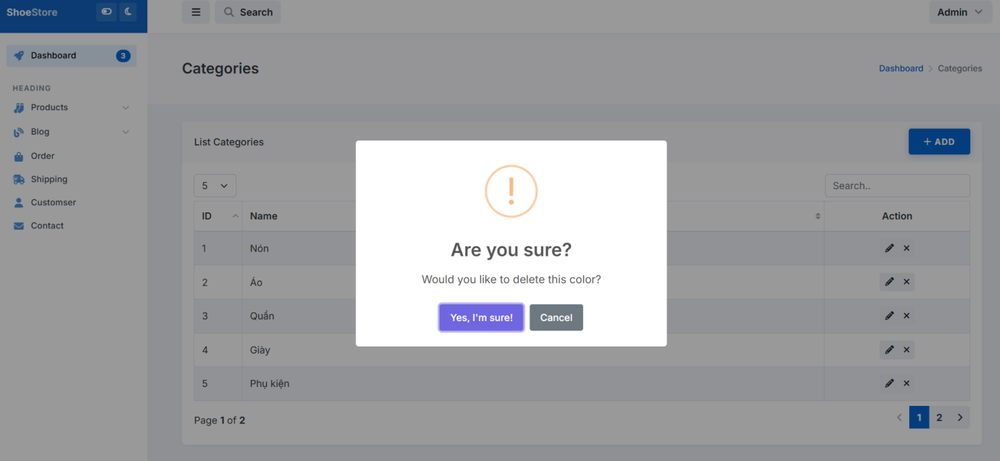 ShoeStore
Search
Admin
Dashboard 3
HEADING
Products
Blog
Order
Shipping
Customser
Contact
Categories
Dashboard Categories
List Categories
+ ADD
5
Search..
ID Name Action
1 Nón
2 Áo
3 Quần
4 Giày
5 Phụ kiện
Page 1 of 2
1 2
!
Are you sure?
Would you like to delete this color?
Yes, I'm sure! Cancel